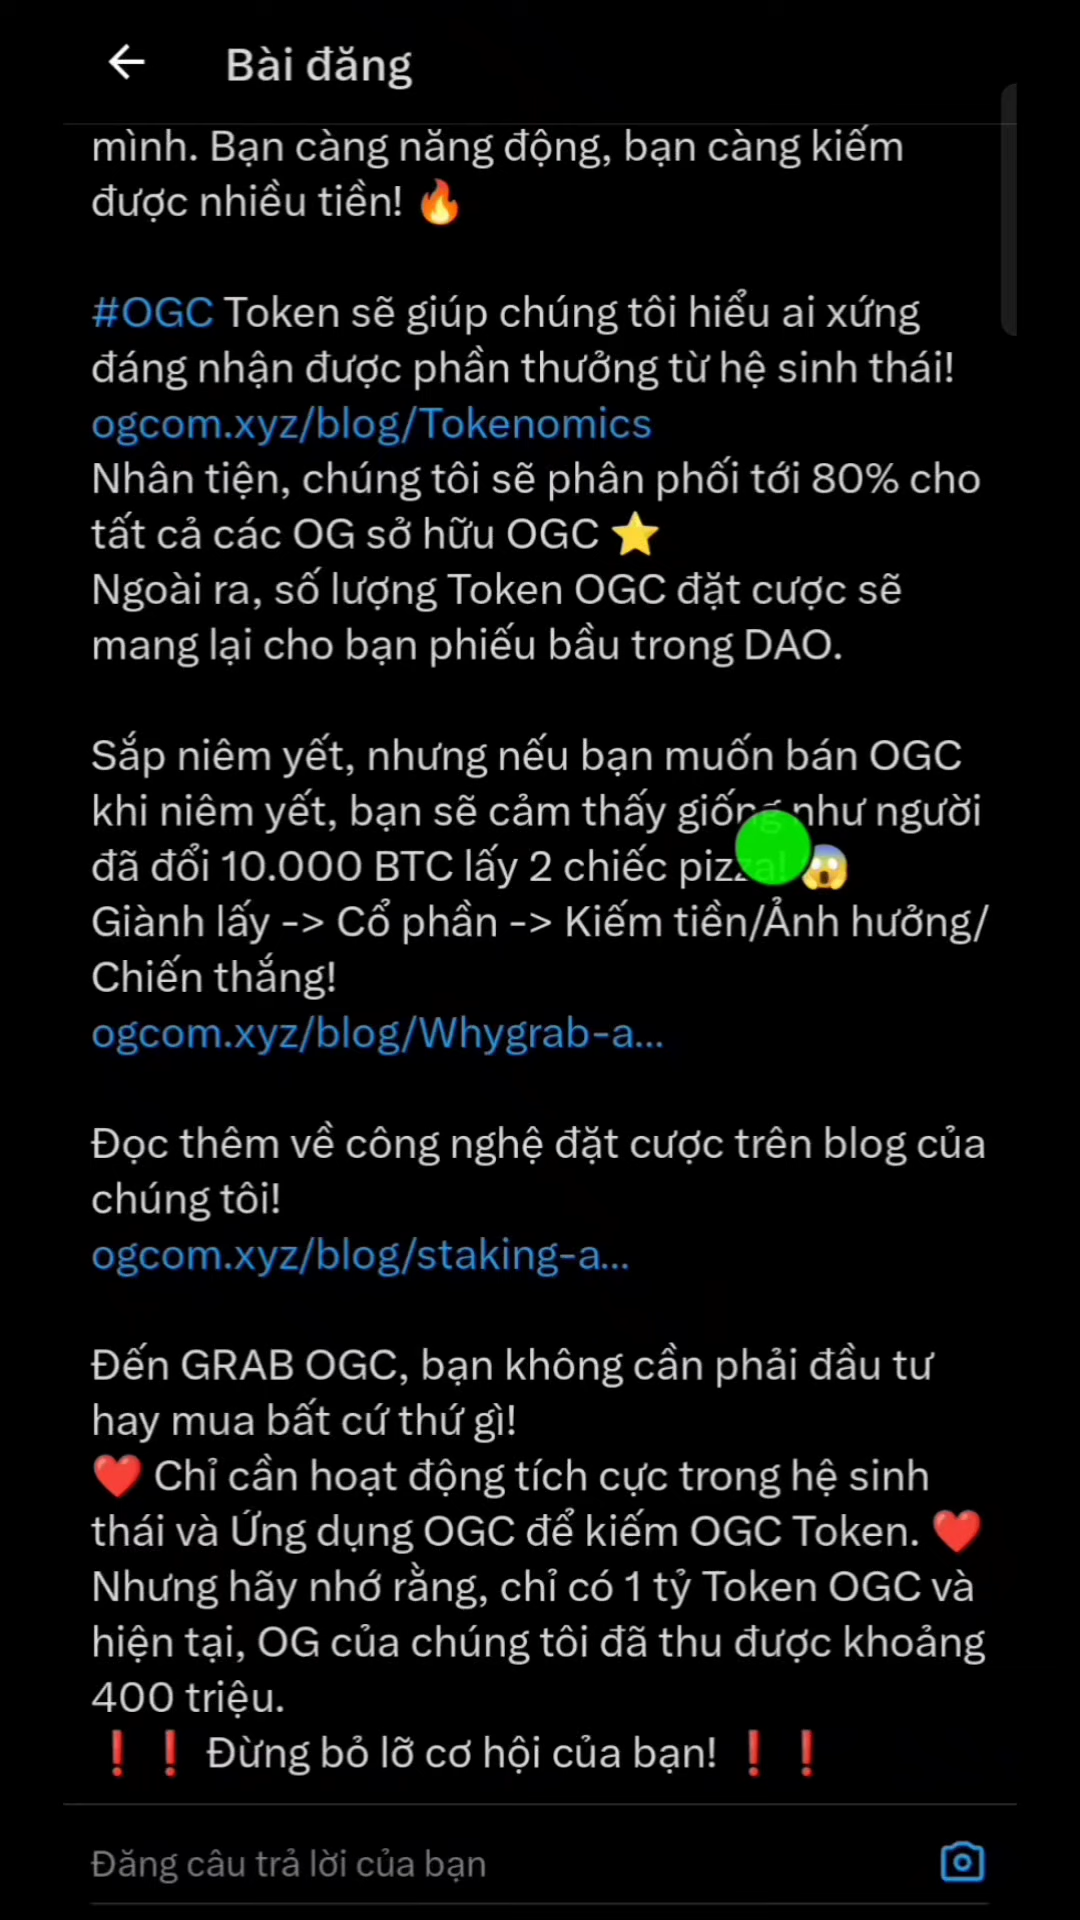 Bài đăng
mình. Bạn càng năng động, bạn càng kiếm
được nhiều tiền! 🔥
#OGC Token sẽ giúp chúng tôi hiểu ai xứng
đáng nhận được phần thưởng từ hệ sinh thái!
ogcom.xyz/blog/Tokenomics
Nhân tiện, chúng tôi sẽ phân phối tới 80% cho
tất cả các OG sở hữu OGC ⭐
Ngoài ra, số lượng Token OGC đặt cược sẽ
mang lại cho bạn phiếu bầu trong DAO.
Sắp niêm yết, nhưng nếu bạn muốn bán OGC
khi niêm yết, bạn sẽ cảm thấy giống như người
đã đổi 10.000 BTC lấy 2 chiếc pizza! 😱
Giành lấy -> Cổ phần -> Kiếm tiền/Ảnh hưởng/
Chiến thắng!
ogcom.xyz/blog/Whygrab-a...
Đọc thêm về công nghệ đặt cược trên blog của
chúng tôi!
ogcom.xyz/blog/staking-a...
Đến GRAB OGC, bạn không cần phải đầu tư
hay mua bất cứ thứ gì!
❤️ Chỉ cần hoạt động tích cực trong hệ sinh
thái và Ứng dụng OGC để kiếm OGC Token. ❤️
Nhưng hãy nhớ rằng, chỉ có 1 tỷ Token OGC và
hiện tại, OG của chúng tôi đã thu được khoảng
400 triệu.
❗❗ Đừng bỏ lỡ cơ hội của bạn! ❗❗
Đăng câu trả lời của bạn